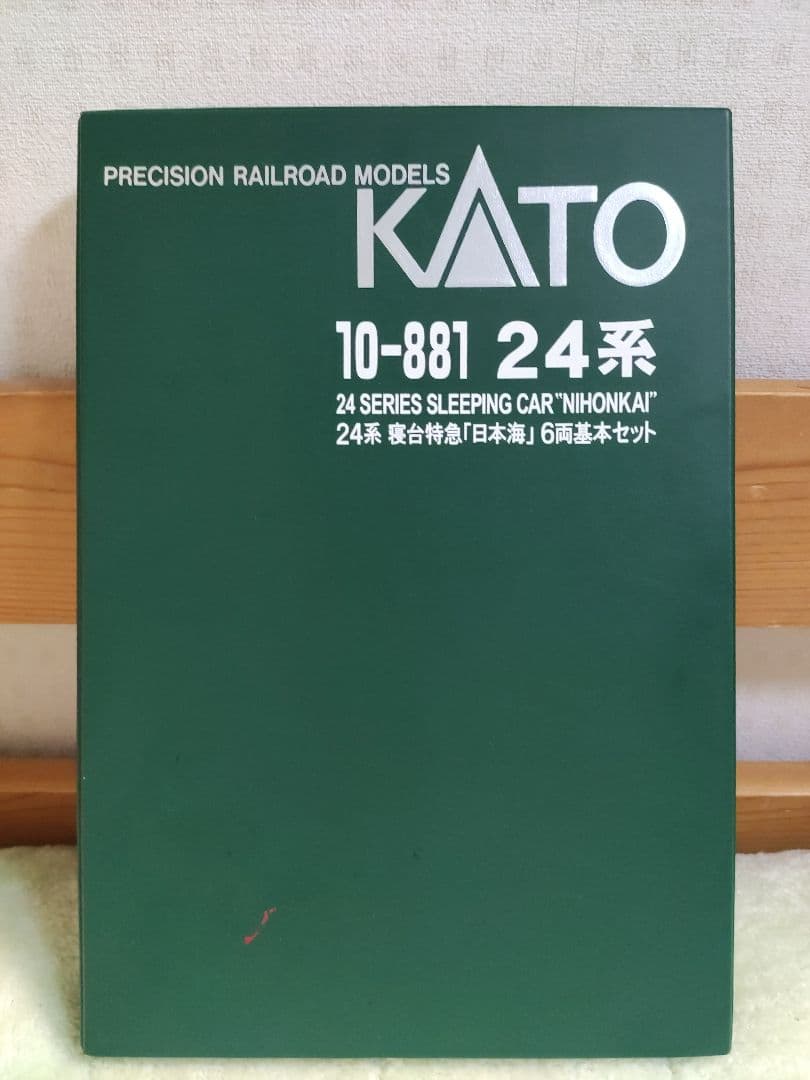 PRECISION RAILROAD MODELS
KATO
10-881 24系
24 SERIES SLEEPING CAR "NIHONKAI"
24系 寝台特急「日本海」6両基本セット